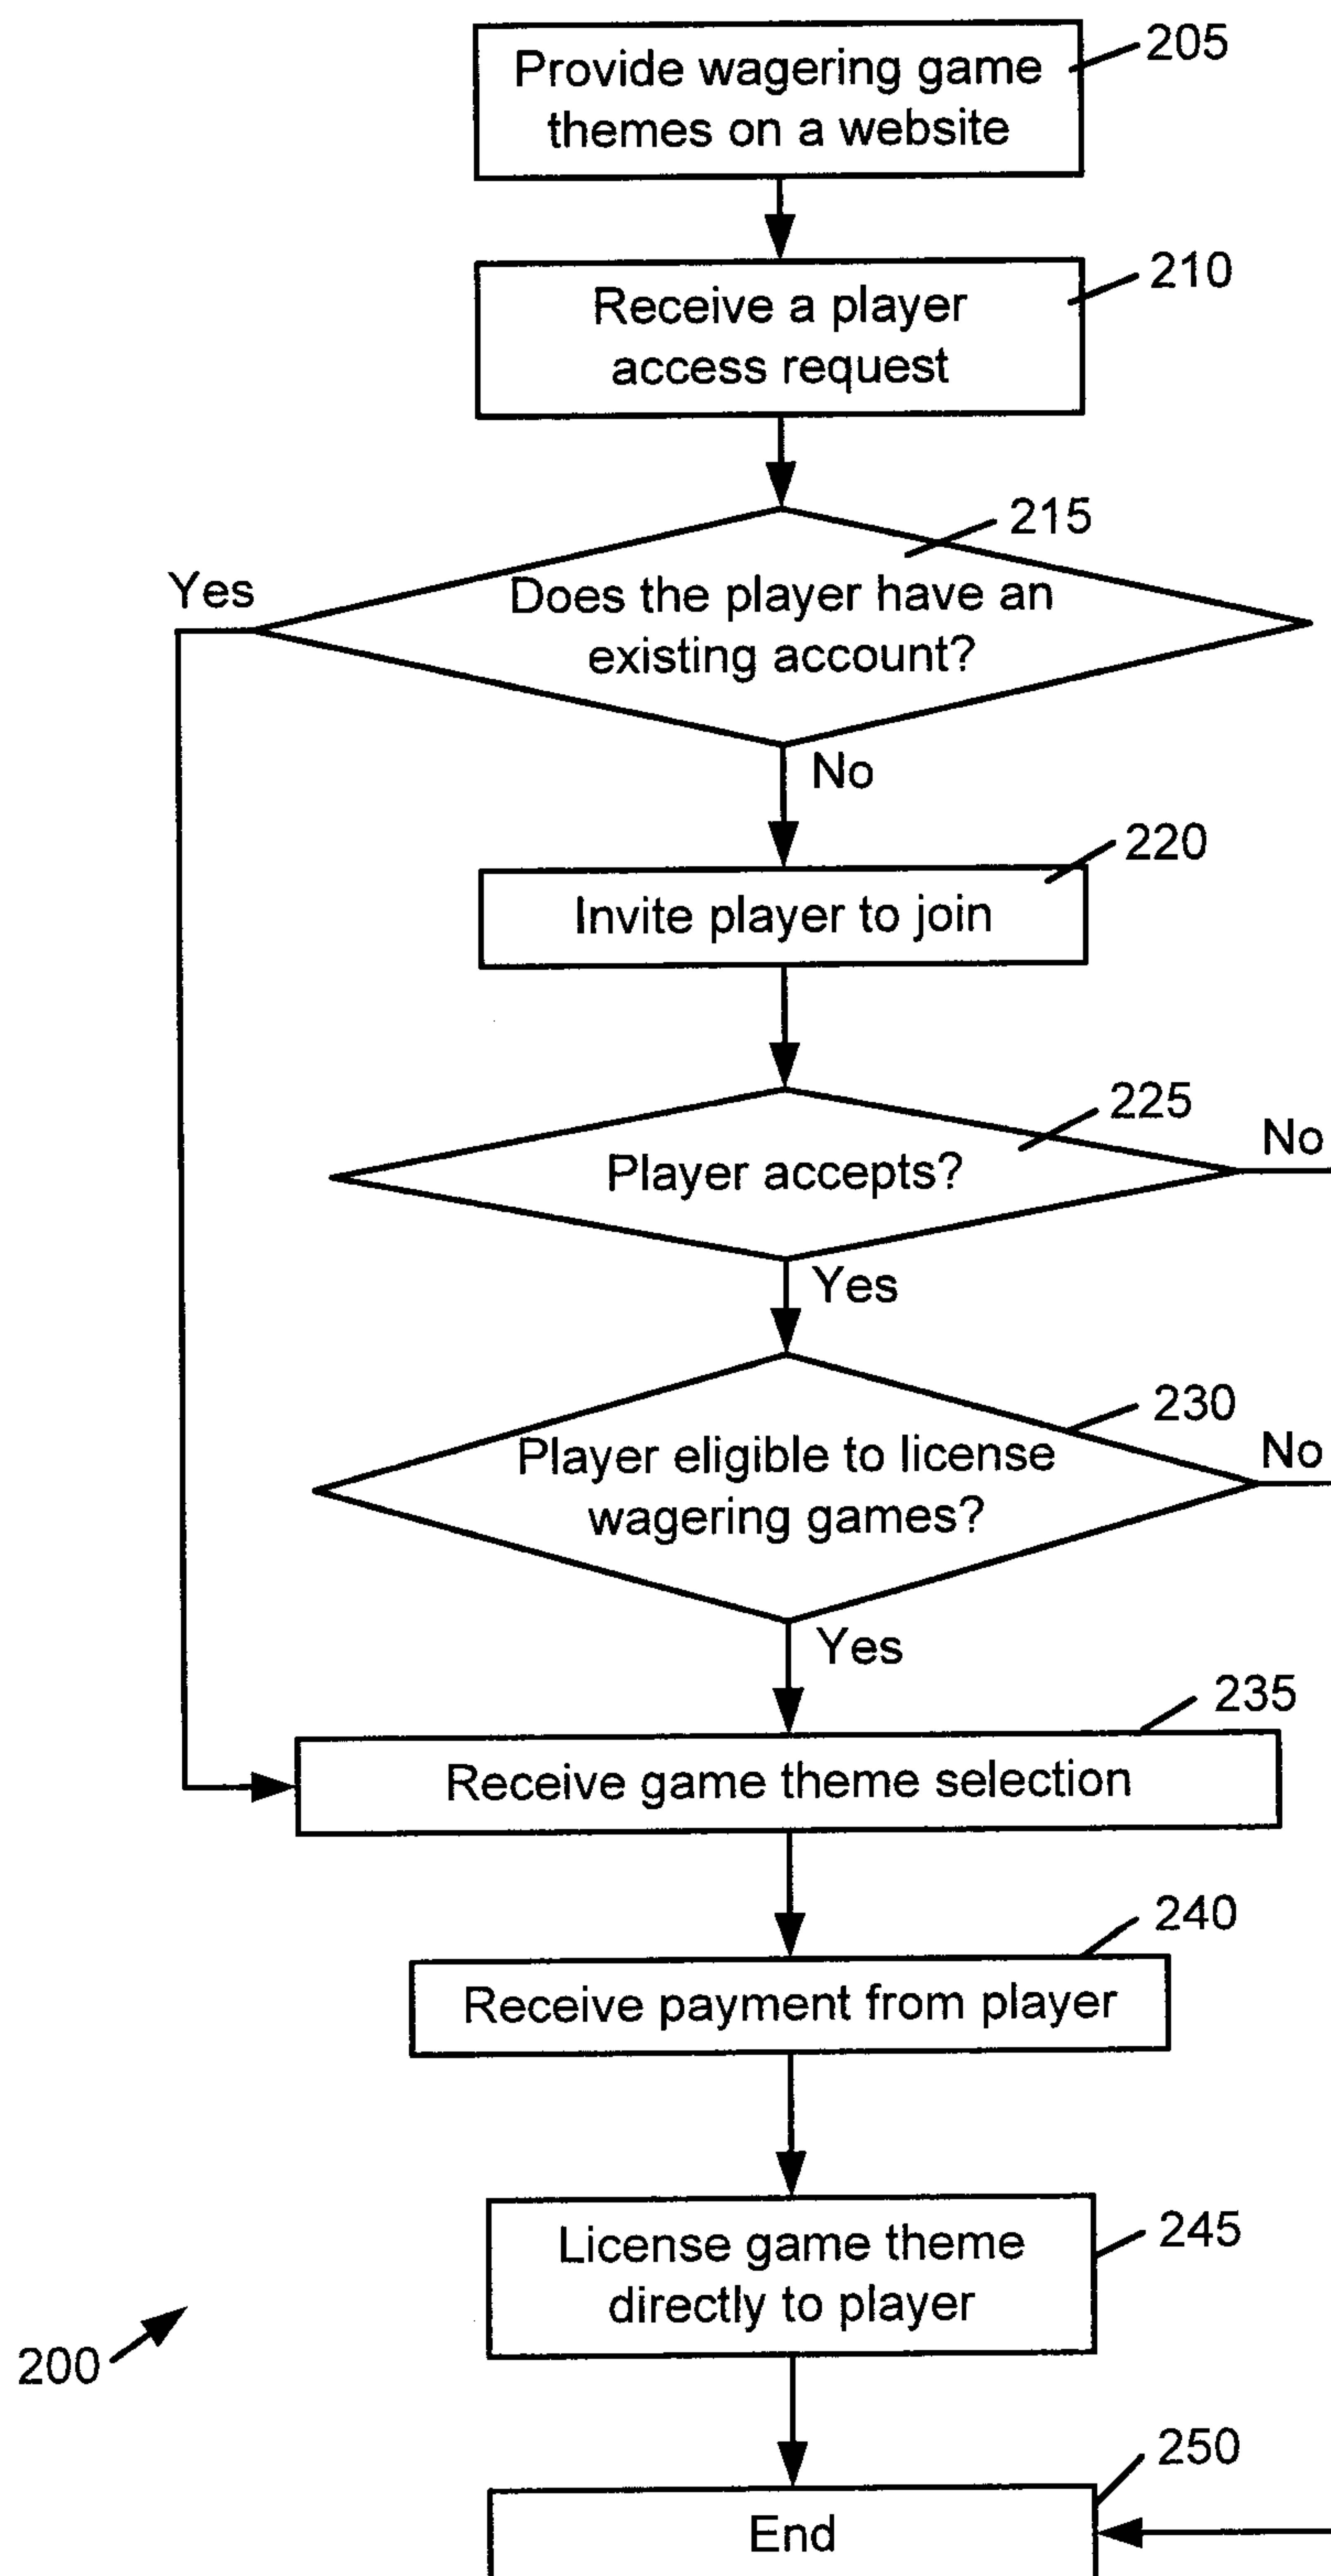 205
Provide wagering game
themes on a website
210
Receive a player
access request
215
Yes
Does the player have an
existing account?
No
220
Invite player to join
225
No
Player accepts?
Yes
230
No
Player eligible to license
wagering games?
Yes
235
Receive game theme selection
240
Receive payment from player
245
License game theme
directly to player
200
250
End